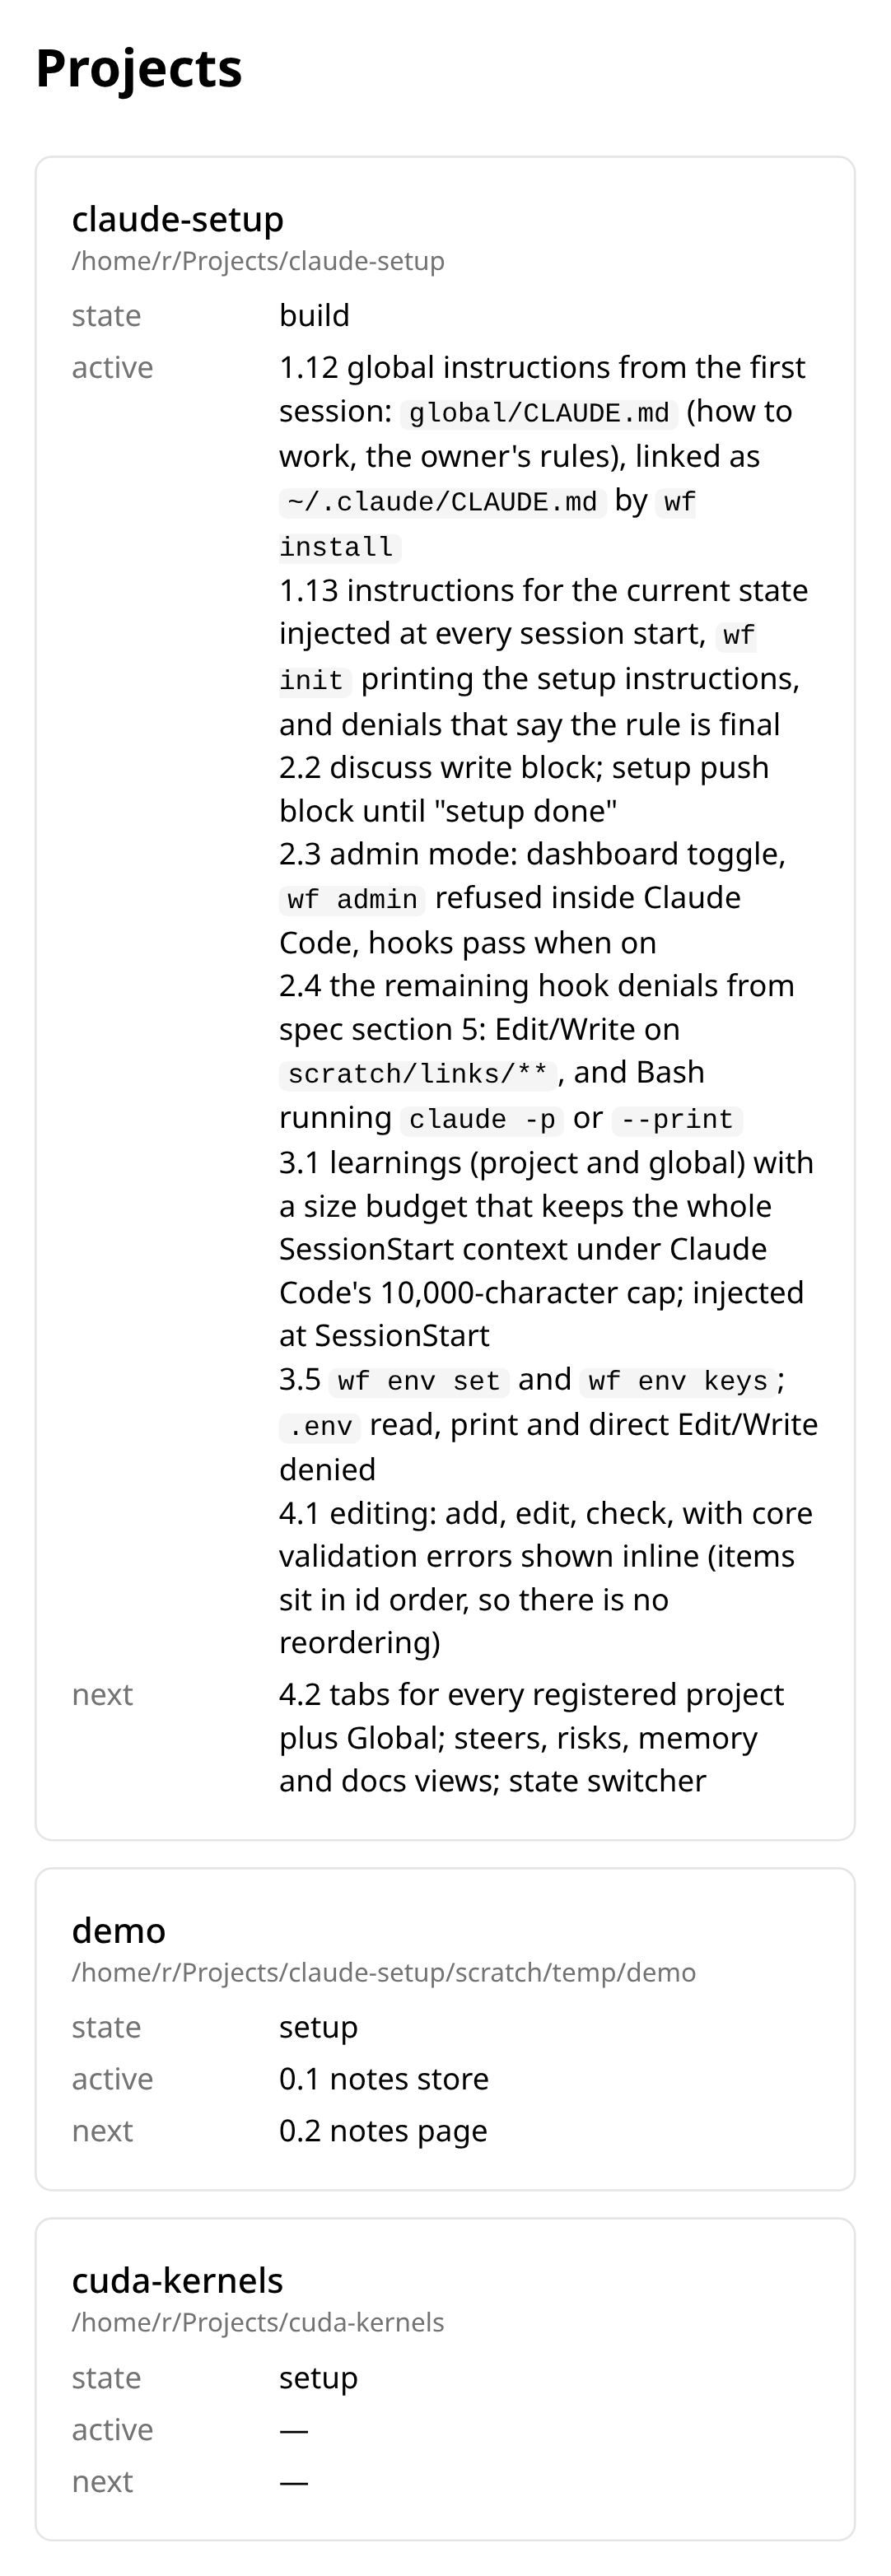 Projects
claude-setup
/home/r/Projects/claude-setup
state build
active 1.12 global instructions from the first
session: global/CLAUDE.md (how to
work, the owner's rules), linked as
~/.claude/CLAUDE.md by wf
install
1.13 instructions for the current state
injected at every session start, wf
init printing the setup instructions,
and denials that say the rule is final
2.2 discuss write block; setup push
block until "setup done"
2.3 admin mode: dashboard toggle,
wf admin refused inside Claude
Code, hooks pass when on
2.4 the remaining hook denials from
spec section 5: Edit/Write on
scratch/links/**, and Bash
running claude -p or --print
3.1 learnings (project and global) with
a size budget that keeps the whole
SessionStart context under Claude
Code's 10,000-character cap; injected
at SessionStart
3.5 wf env set and wf env keys;
.env read, print and direct Edit/Write
denied
4.1 editing: add, edit, check, with core
validation errors shown inline (items
sit in id order, so there is no
reordering)
next 4.2 tabs for every registered project
plus Global; steers, risks, memory
and docs views; state switcher
demo
/home/r/Projects/claude-setup/scratch/temp/demo
state setup
active 0.1 notes store
next 0.2 notes page
cuda-kernels
/home/r/Projects/cuda-kernels
state setup
active —
next —